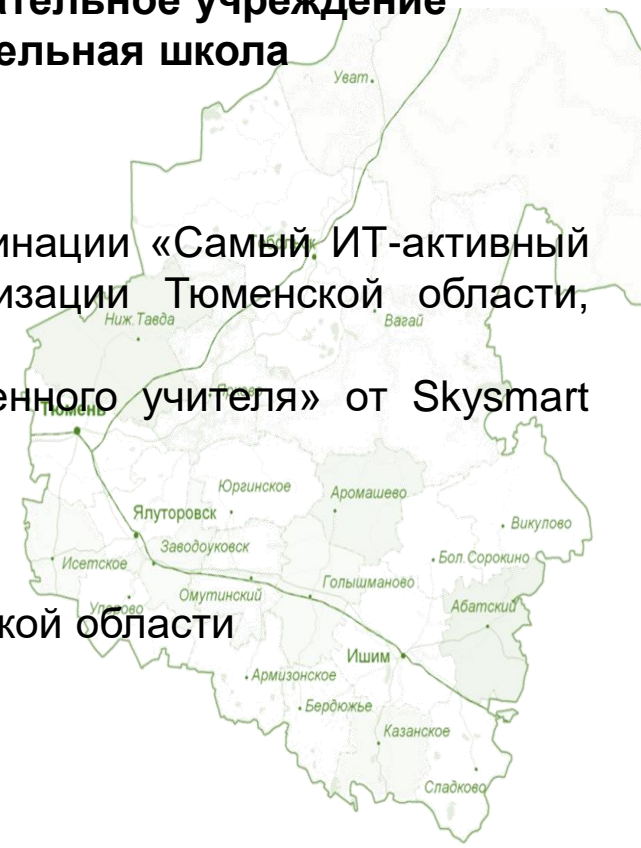 ательное учреждение
ельная школа
Уват
инации «Самый ИТ-активный
Тобольск
изации Тюменской области,
Ниж.Тавда
Вагай
енного учителя» от Skysmart
Тюмень
Юргинское
Аромашево
Ялуторовск
Викулово
Заводоуковск
Исетское
Бол.Сорокино
Голышманово
Омутинский
Абатский
Упорово
кой области
Ишим
Армизонское
Бердюжье
Казанское
Сладково